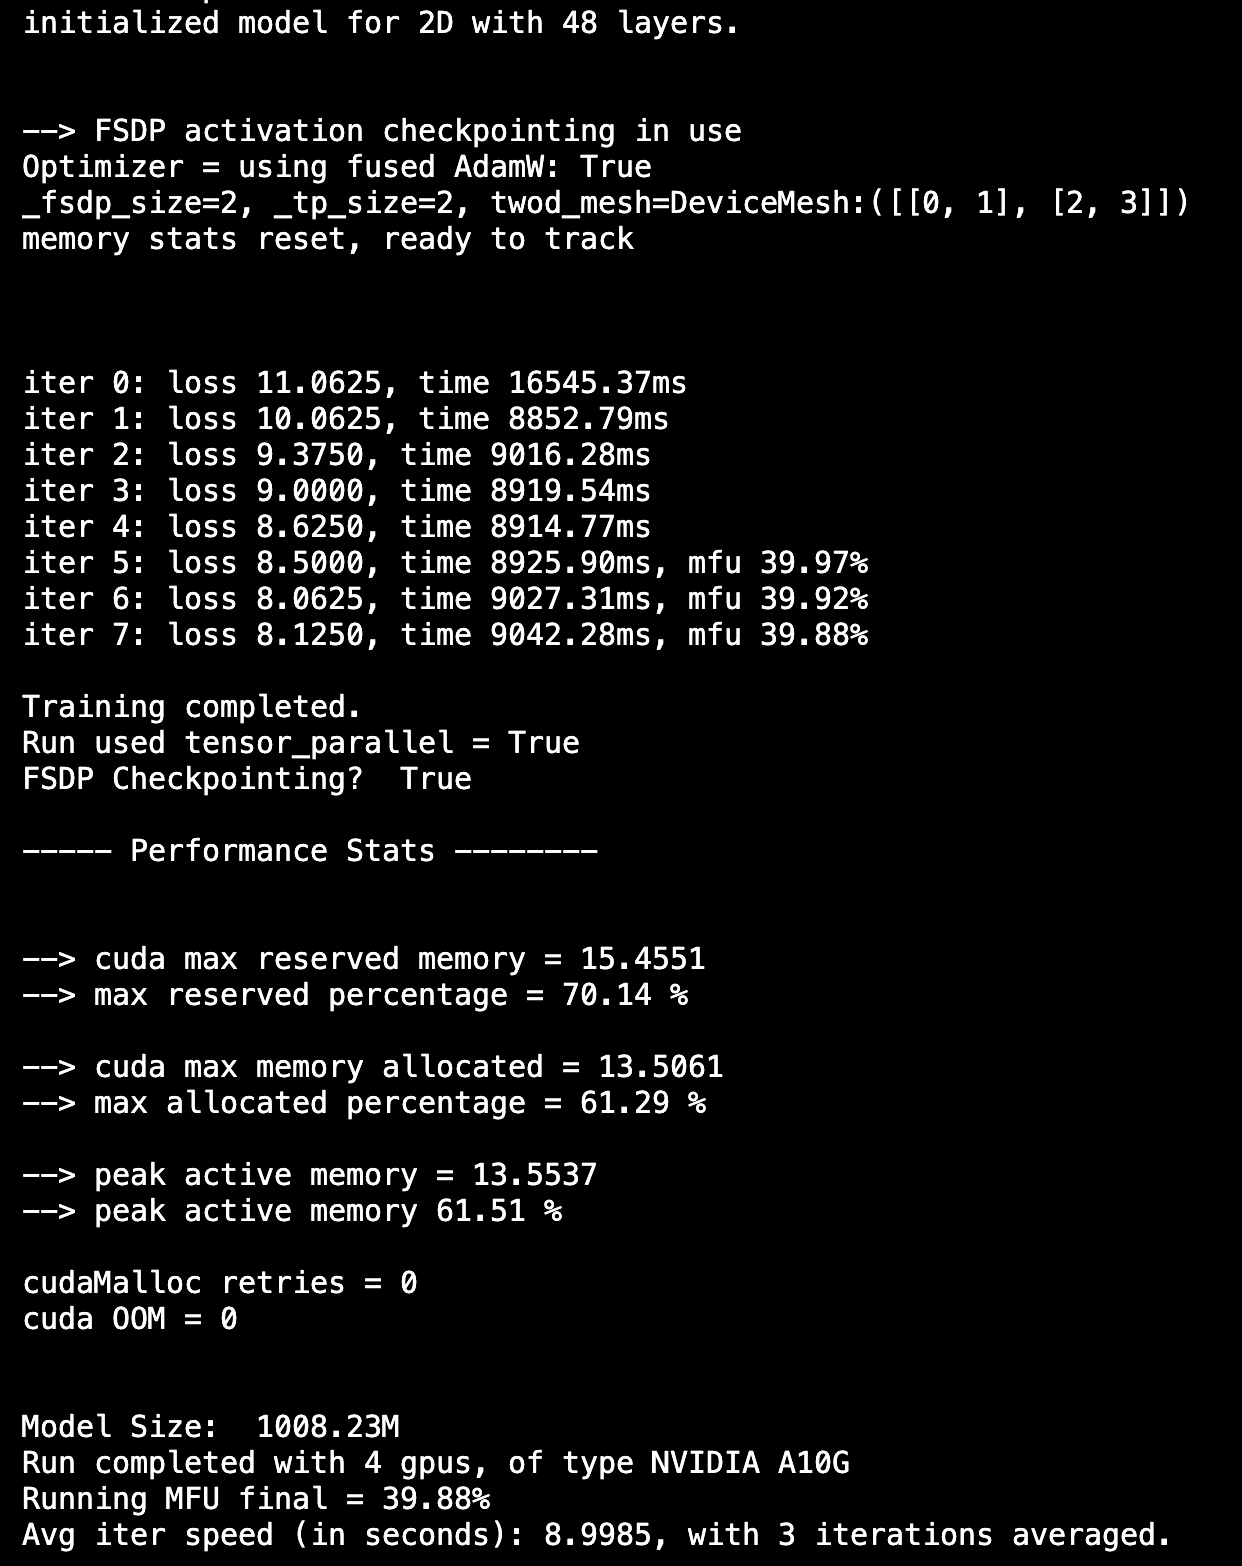 initialized model for 2D with 48 layers.
--> FSDP activation checkpointing in use
Optimizer = using fused AdamW: True
_fsdp_size=2, _tp_size=2, twod_mesh=DeviceMesh:([[0, 1], [2, 3]])
memory stats reset, ready to track
iter 0: loss 11.0625, time 16545.37ms
iter 1: loss 10.0625, time 8852.79ms
iter 2: loss 9.3750, time 9016.28ms
iter 3: loss 9.0000, time 8919.54ms
iter 4: loss 8.6250, time 8914.77ms
iter 5: loss 8.5000, time 8925.90ms, mfu 39.97%
iter 6: loss 8.0625, time 9027.31ms, mfu 39.92%
iter 7: loss 8.1250, time 9042.28ms, mfu 39.88%
Training completed.
Run used tensor_parallel = True
FSDP Checkpointing?  True
----- Performance Stats --------
--> cuda max reserved memory = 15.4551
--> max reserved percentage = 70.14 %
--> cuda max memory allocated = 13.5061
--> max allocated percentage = 61.29 %
--> peak active memory = 13.5537
--> peak active memory 61.51 %
cudaMalloc retries = 0
cuda OOM = 0
Model Size:  1008.23M
Run completed with 4 gpus, of type NVIDIA A10G
Running MFU final = 39.88%
Avg iter speed (in seconds): 8.9985, with 3 iterations averaged.